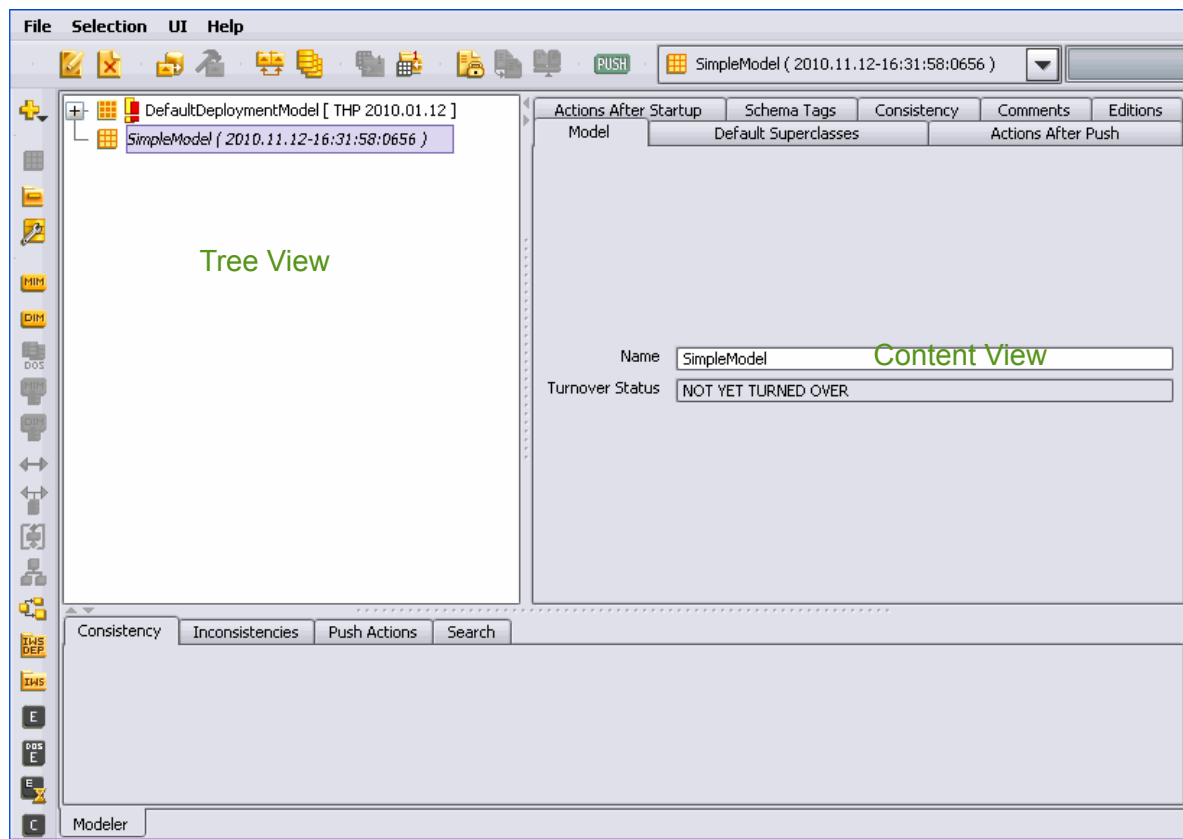 File Selection UI Help
PUSH SimpleModel ( 2010.11.12-16:31:58:0656 )
DefaultDeploymentModel [ THP 2010.01.12 ]
SimpleModel ( 2010.11.12-16:31:58:0656 )
Tree View
Actions After Startup Schema Tags Consistency Comments Editions
Model Default Superclasses Actions After Push
Name SimpleModel Content View
Turnover Status NOT YET TURNED OVER
MIM
DIM
DOS
MIM
DIM
IWS DEP
IWS
E
DOS E
E
C
Consistency Inconsistencies Push Actions Search
Modeler